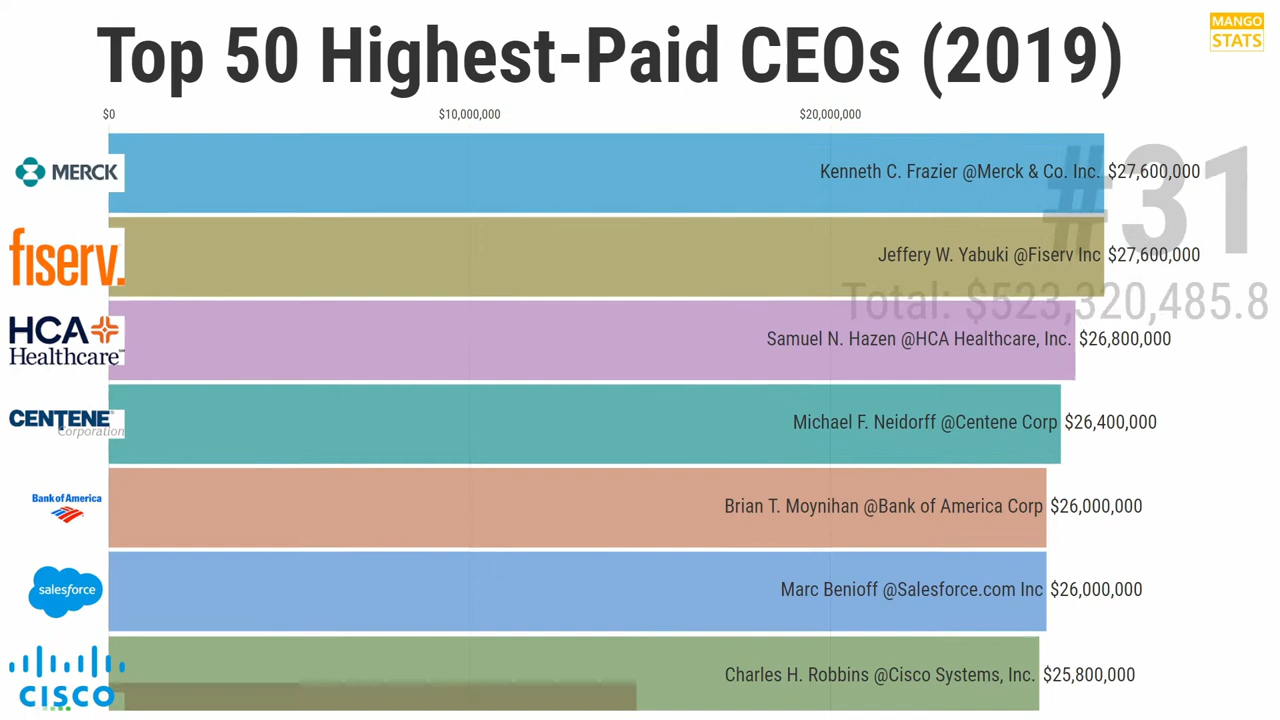 Top 50 Highest-Paid CEOs (2019)
MANGO
STATS
$0 $10,000,000 $20,000,000
#31
MERCK Kenneth C. Frazier @Merck & Co. Inc. $27,600,000
fiserv. Jeffery W. Yabuki @Fiserv Inc $27,600,000
Total: $523,320,485.8
HCA
Healthcare™ Samuel N. Hazen @HCA Healthcare, Inc. $26,800,000
CENTENE®
Corporation Michael F. Neidorff @Centene Corp $26,400,000
Bank of America Brian T. Moynihan @Bank of America Corp $26,000,000
salesforce Marc Benioff @Salesforce.com Inc $26,000,000
CISCO Charles H. Robbins @Cisco Systems, Inc. $25,800,000